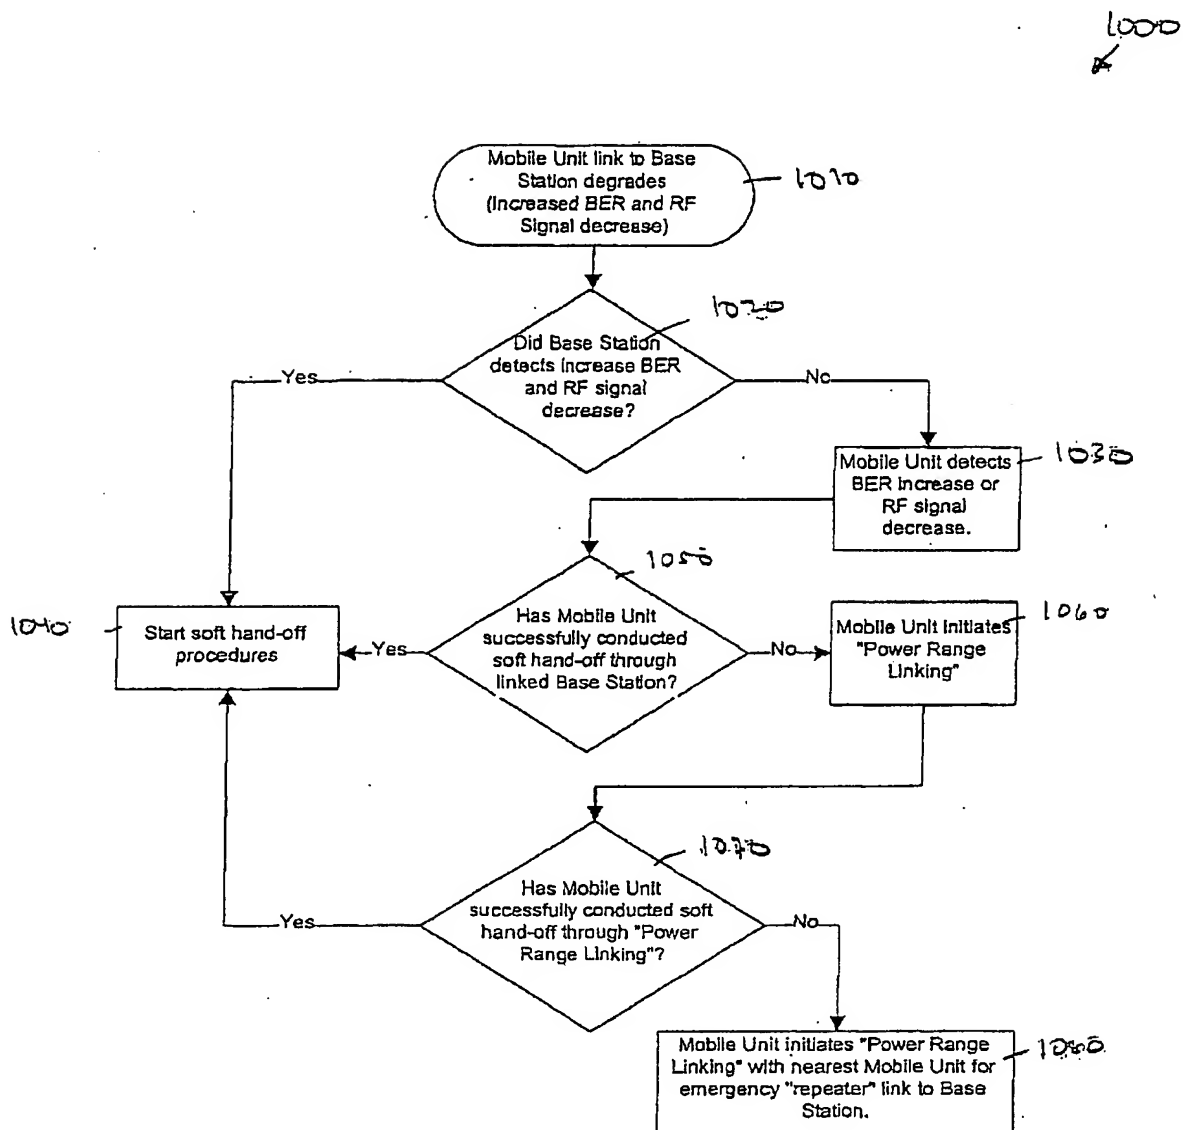 1000
Mobile Unit link to Base
Station degrades
(Increased BER and RF
Signal decrease)
1010
1020
Did Base Station
detects increase BER
and RF signal
decrease?
Yes
No
1030
Mobile Unit detects
BER increase or
RF signal
decrease.
1050
1040
Start soft hand-off
procedures
Yes
Has Mobile Unit
successfully conducted
soft hand-off through
linked Base Station?
No
1060
Mobile Unit initiates
"Power Range
Linking"
1070
Has Mobile Unit
successfully conducted soft
hand-off through "Power
Range Linking"?
Yes
No
Mobile Unit initiates "Power Range
Linking" with nearest Mobile Unit for
emergency "repeater" link to Base
Station.
1080